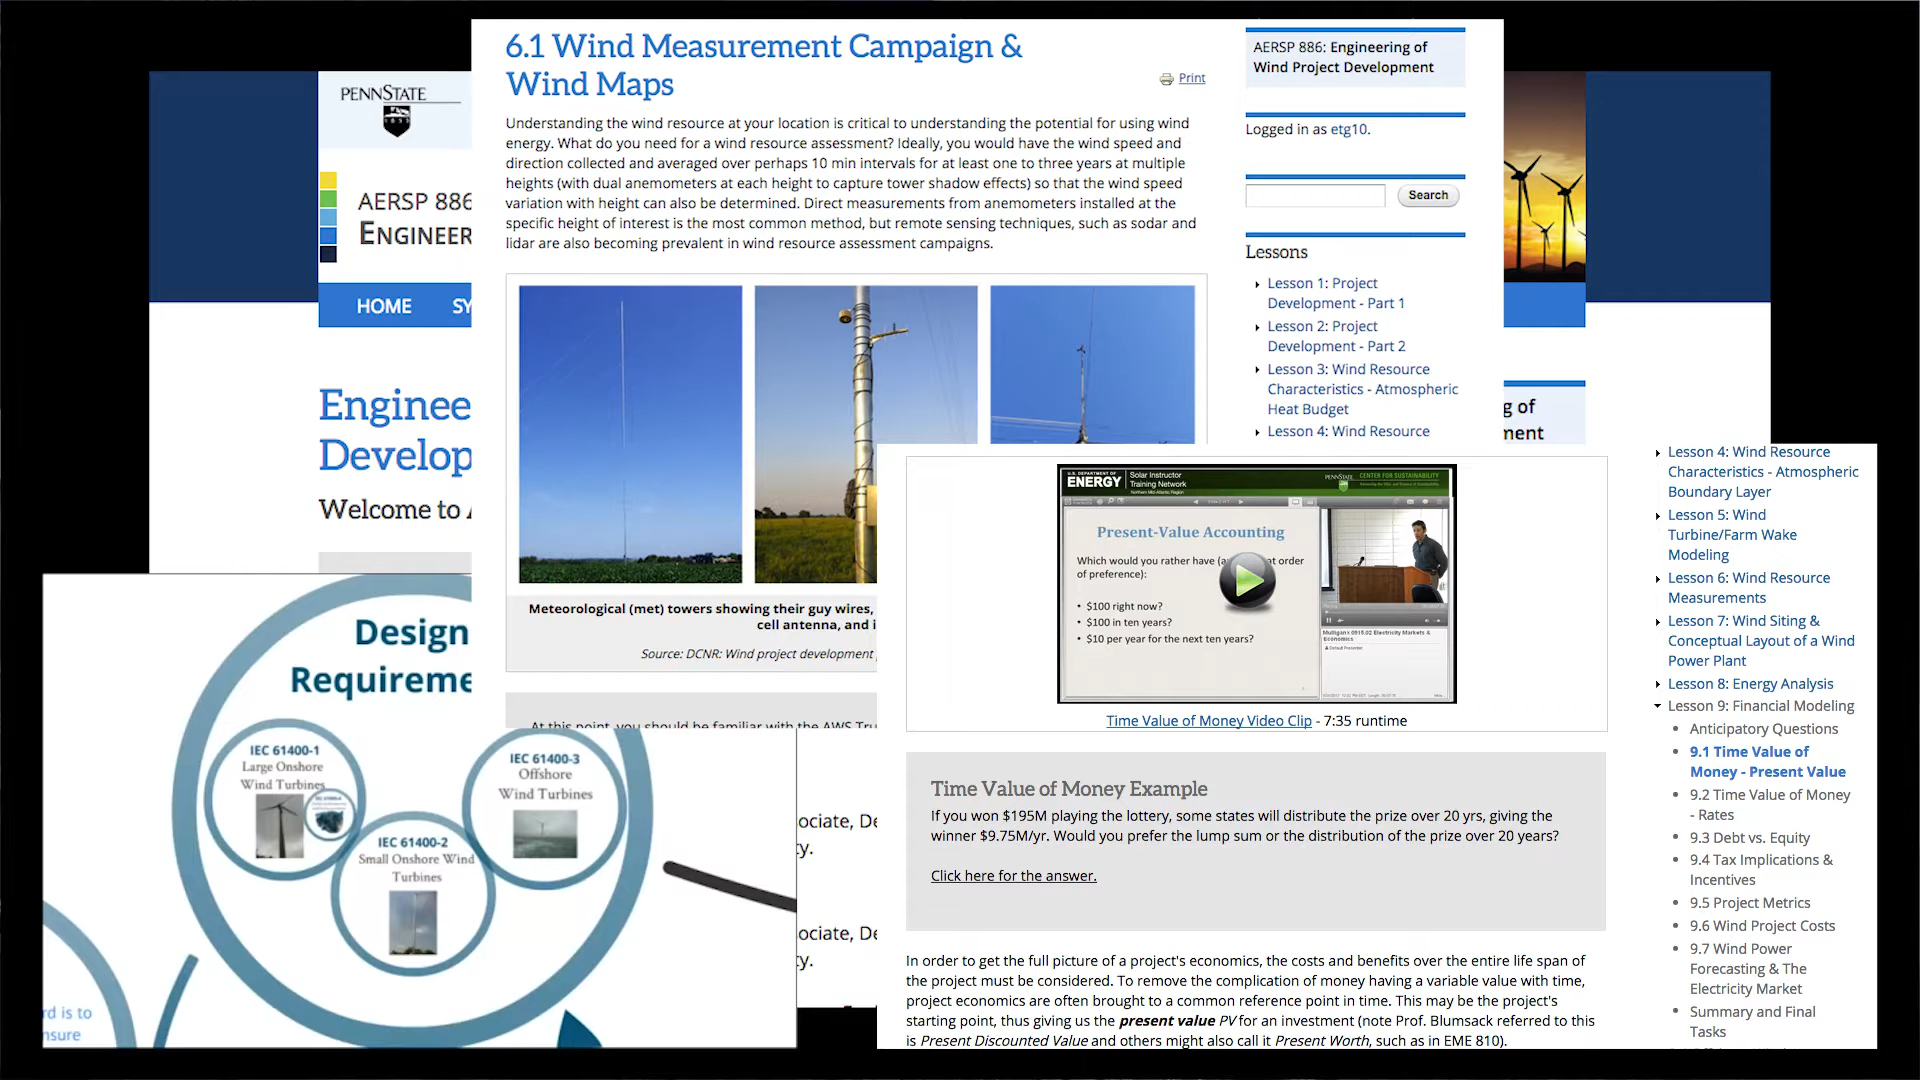 PENNSTATE
1855
AERSP 886
ENGINEER
HOME SY
Enginee
Develop
Welcome to
6.1 Wind Measurement Campaign &
Wind Maps
Print
Understanding the wind resource at your location is critical to understanding the potential for using wind
energy. What do you need for a wind resource assessment? Ideally, you would have the wind speed and
direction collected and averaged over perhaps 10 min intervals for at least one to three years at multiple
heights (with dual anemometers at each height to capture tower shadow effects) so that the wind speed
variation with height can also be determined. Direct measurements from anemometers installed at the
specific height of interest is the most common method, but remote sensing techniques, such as sodar and
lidar are also becoming prevalent in wind resource assessment campaigns.
Meteorological (met) towers showing their guy wires,
cell antenna, and i
Source: DCNR: Wind project development
At this point, you should be familiar with the AWS Tru
AERSP 886: Engineering of
Wind Project Development
Logged in as etg10.
Search
Lessons
Lesson 1: Project
Development - Part 1
Lesson 2: Project
Development - Part 2
Lesson 3: Wind Resource
Characteristics - Atmospheric
Heat Budget
Lesson 4: Wind Resource
g of
ment
Design
Requireme
IEC 61400-1
Large Onshore
Wind Turbines
IEC 61400-2
Small Onshore Wind
Turbines
IEC 61400-3
Offshore
Wind Turbines
rd is to
nsure
ociate, De
ty.
ociate, De
ty.
U.S. DEPARTMENT OF
ENERGY
Solar Instructor
Training Network
Northern Mid-Atlantic Region
PENNSTATE
CENTER FOR SUSTAINABILITY
Present-Value Accounting
Which would you rather have (a
t order
of preference):
• $100 right now?
• $100 in ten years?
• $10 per year for the next ten years?
Mulligan 0915.02 Electricity Markets &
Economics
Default Presenter
Time Value of Money Video Clip - 7:35 runtime
Time Value of Money Example
If you won $195M playing the lottery, some states will distribute the prize over 20 yrs, giving the
winner $9.75M/yr. Would you prefer the lump sum or the distribution of the prize over 20 years?
Click here for the answer.
In order to get the full picture of a project's economics, the costs and benefits over the entire life span of
the project must be considered. To remove the complication of money having a variable value with time,
project economics are often brought to a common reference point in time. This may be the project's
starting point, thus giving us the present value PV for an investment (note Prof. Blumsack referred to this
is Present Discounted Value and others might also call it Present Worth, such as in EME 810).
Lesson 4: Wind Resource
Characteristics - Atmospheric
Boundary Layer
Lesson 5: Wind
Turbine/Farm Wake
Modeling
Lesson 6: Wind Resource
Measurements
Lesson 7: Wind Siting &
Conceptual Layout of a Wind
Power Plant
Lesson 8: Energy Analysis
Lesson 9: Financial Modeling
• Anticipatory Questions
• 9.1 Time Value of
Money - Present Value
• 9.2 Time Value of Money
- Rates
• 9.3 Debt vs. Equity
• 9.4 Tax Implications &
Incentives
• 9.5 Project Metrics
• 9.6 Wind Project Costs
• 9.7 Wind Power
Forecasting & The
Electricity Market
• Summary and Final
Tasks